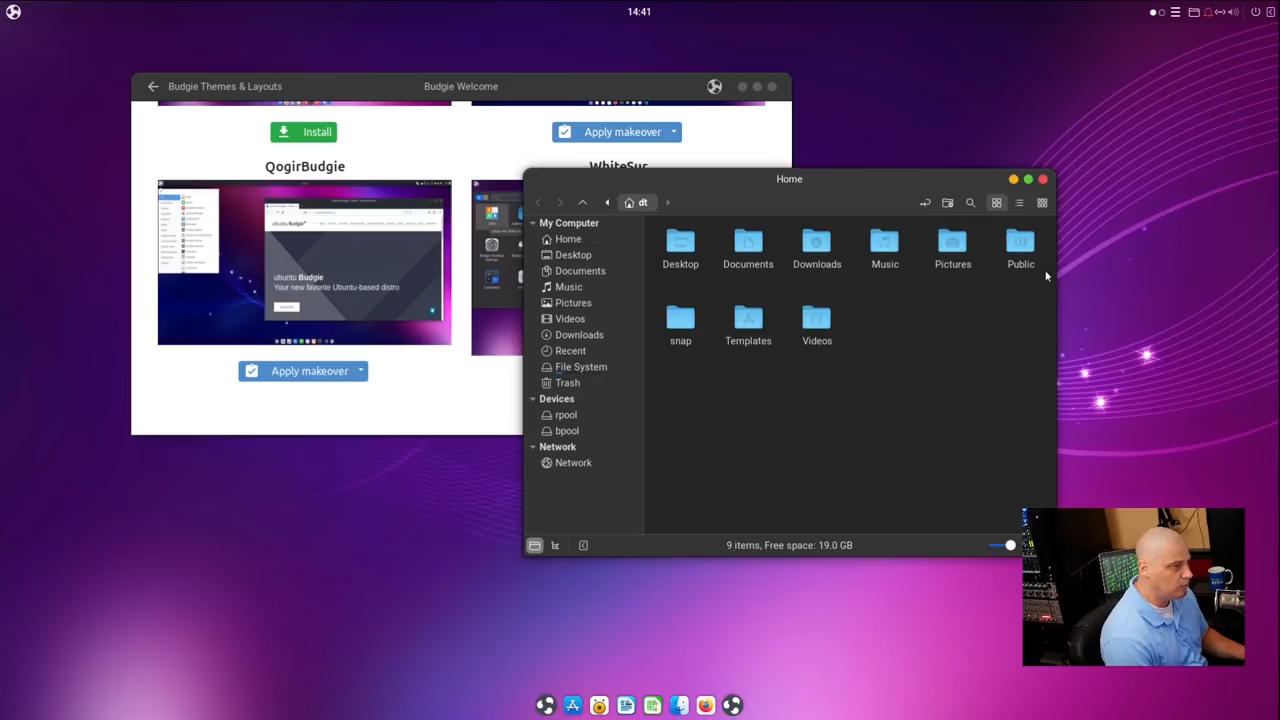 14:41
Budgie Themes & Layouts
Budgie Welcome
Install
Apply makeover
QogirBudgie
WhiteSur
ubuntu Budgie
Your new favorite Ubuntu-based distro
Apply makeover
Home
dt
My Computer
Home
Desktop
Documents
Music
Pictures
Videos
Downloads
Recent
File System
Trash
Devices
rpool
bpool
Network
Network
Desktop
Documents
Downloads
Music
Pictures
Public
snap
Templates
Videos
9 items, Free space: 19.0 GB